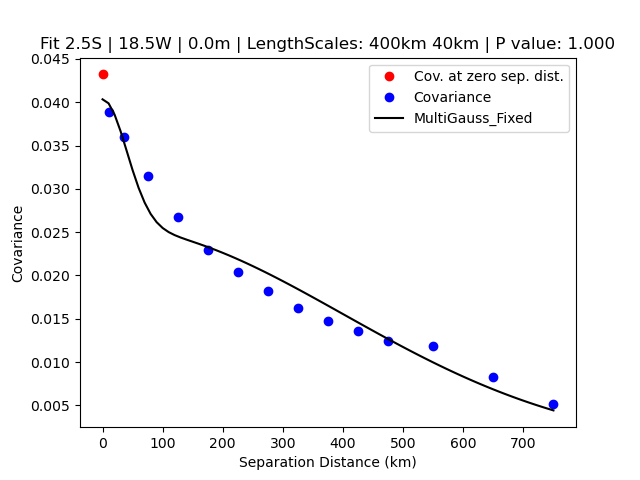 Fit 2.5S | 18.5W | 0.0m | LengthScales: 400km 40km | P value: 1.000
Cov. at zero sep. dist.
Covariance
MultiGauss_Fixed
Covariance
0.045
0.040
0.035
0.030
0.025
0.020
0.015
0.010
0.005
0 100 200 300 400 500 600 700
Separation Distance (km)